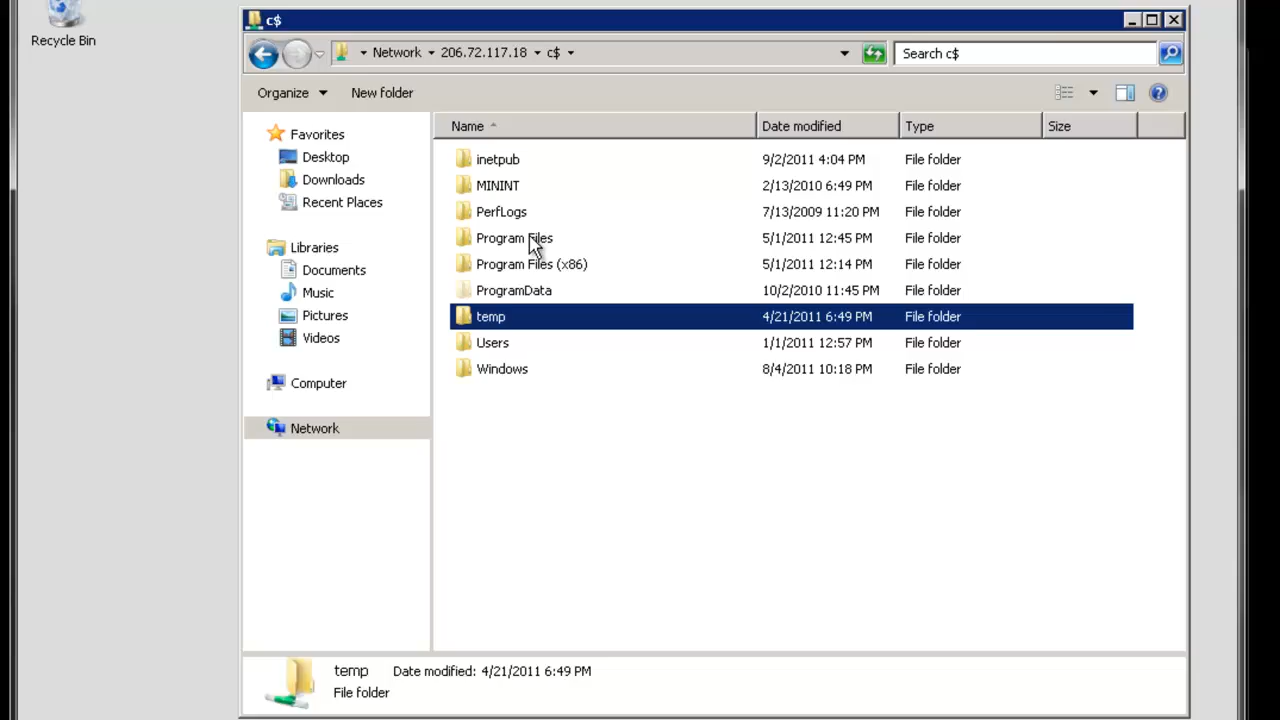 Recycle Bin
c$
Network 206.72.117.18 c$
Search c$
Organize New folder
Name Date modified Type Size
Favorites
Desktop
Downloads
Recent Places
Libraries
Documents
Music
Pictures
Videos
Computer
Network
inetpub 9/2/2011 4:04 PM File folder
MININT 2/13/2010 6:49 PM File folder
PerfLogs 7/13/2009 11:20 PM File folder
Program Files 5/1/2011 12:45 PM File folder
Program Files (x86) 5/1/2011 12:14 PM File folder
ProgramData 10/2/2010 11:45 PM File folder
temp 4/21/2011 6:49 PM File folder
Users 1/1/2011 12:57 PM File folder
Windows 8/4/2011 10:18 PM File folder
temp Date modified: 4/21/2011 6:49 PM
File folder